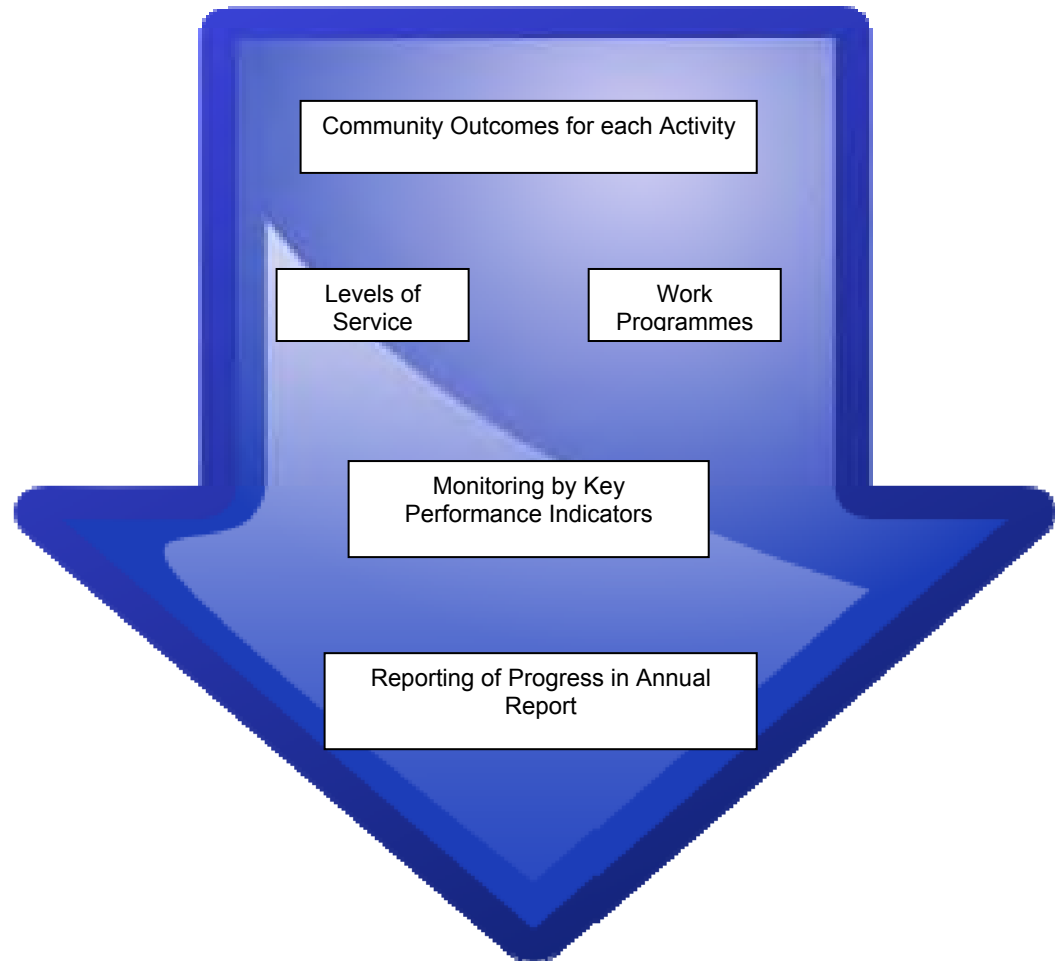 Community Outcomes for each Activity
Levels of
Service
Work
Programmes
Monitoring by Key
Performance Indicators
Reporting of Progress in Annual
Report